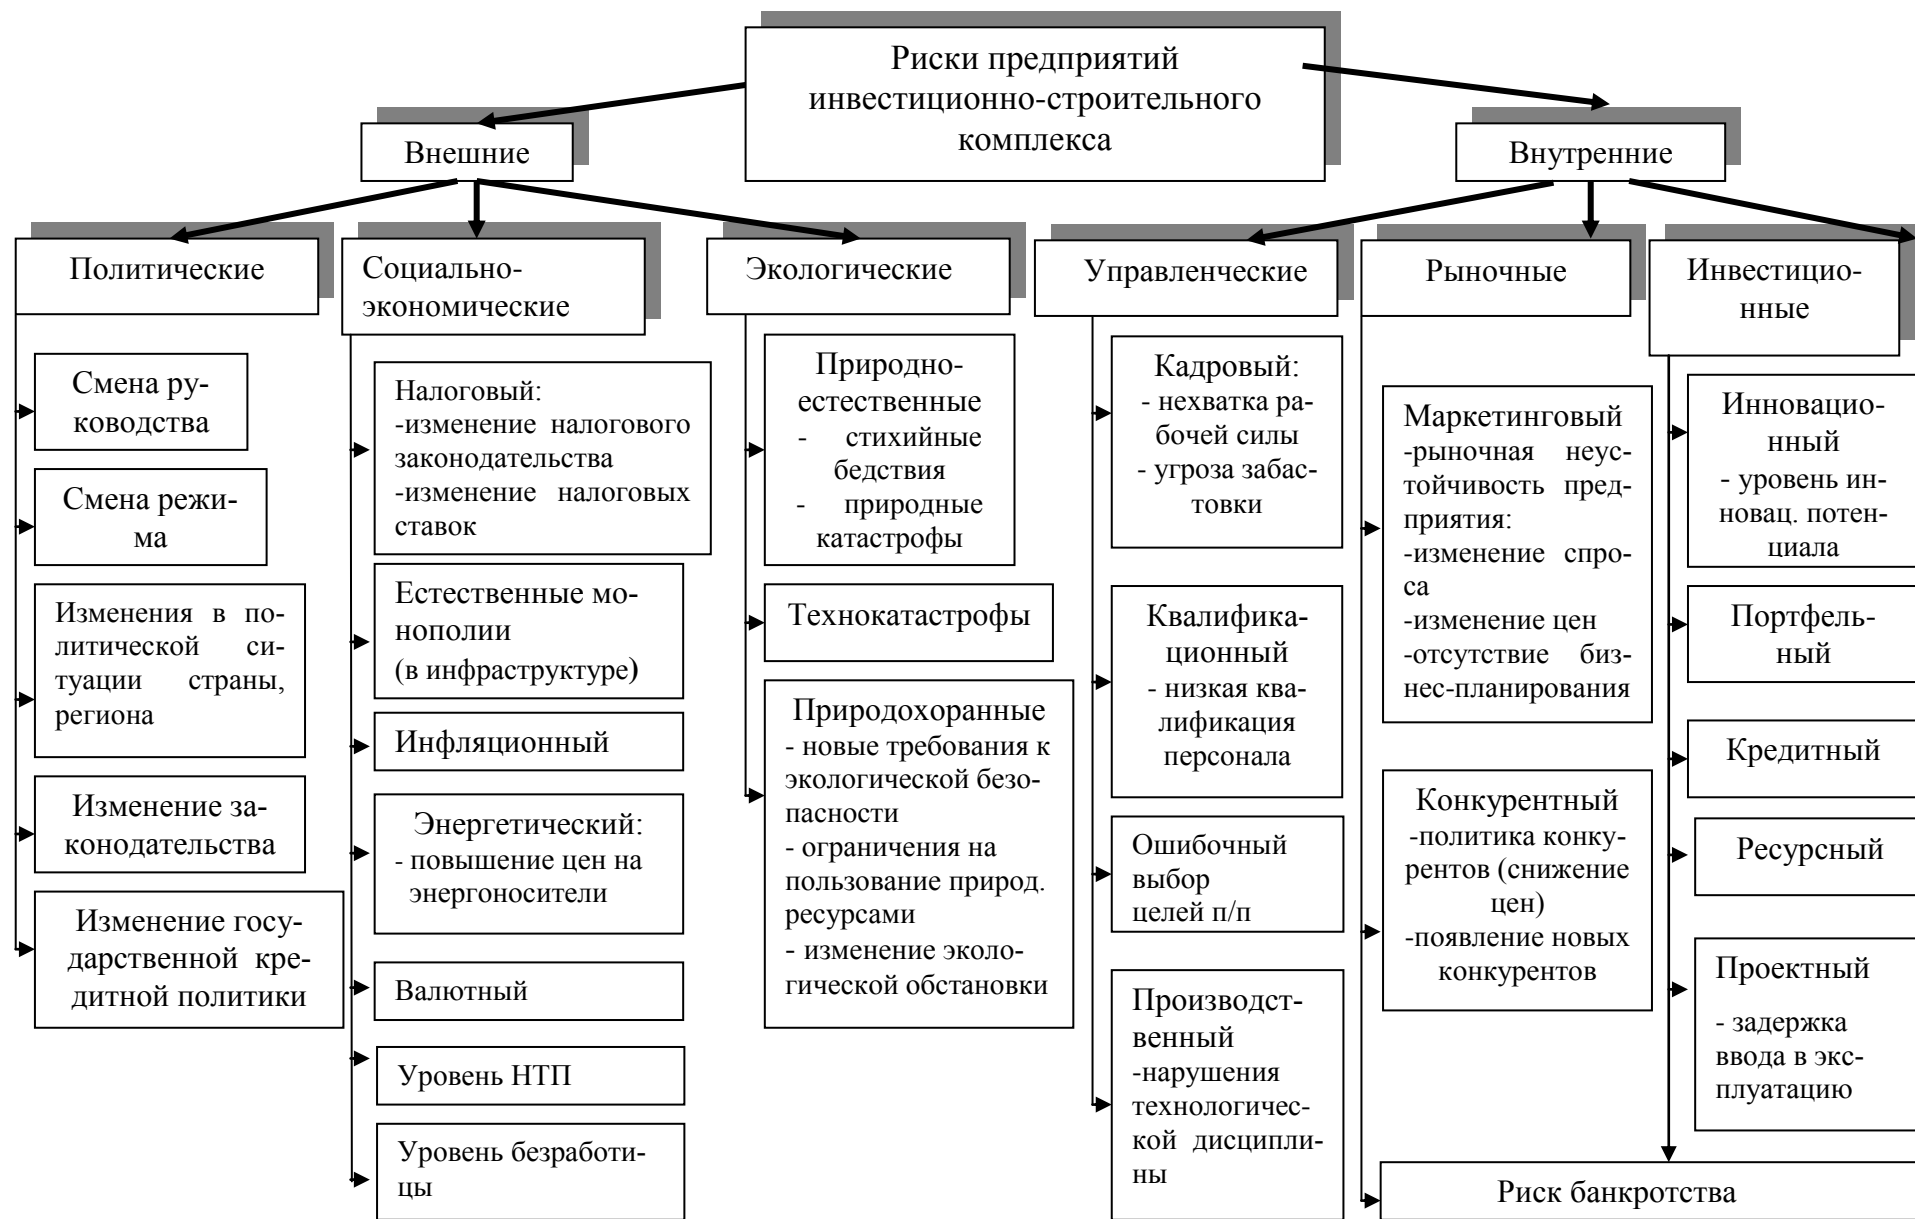 Риски предприятий
инвестиционно-строительного
комплекса
Внешние
Внутренние
Политические
Социально-
экономические
Экологические
Управленческие
Рыночные
Инвестицио-
нные
Смена ру-
ководства
Смена режи-
ма
Изменения в по-
литической си-
туации страны,
региона
Изменение за-
конодательства
Изменение госу-
дарственной кре-
дитной политики
Налоговый:
-изменение налогового
законодательства
-изменение налоговых
ставок
Естественные мо-
нополии
(в инфраструктуре)
Инфляционный
Энергетический:
- повышение цен на
энергоносители
Валютный
Уровень НТП
Уровень безработи-
цы
Природно-
естественные
- стихийные
бедствия
- природные
катастрофы
Технокатастрофы
Природохоранные
- новые требования к
экологической безо-
пасности
- ограничения на
пользование природ.
ресурсами
- изменение эколо-
гической обстановки
Кадровый:
- нехватка ра-
бочей силы
- угроза забас-
товки
Квалифика-
ционный
- низкая ква-
лификация
персонала
Ошибочный
выбор
целей п/п
Производст-
венный
-нарушения
технологичес-
кой дисципли-
ны
Маркетинговый
-рыночная неус-
тойчивость пред-
приятия:
-изменение спро-
са
-изменение цен
-отсутствие биз-
нес-планирования
Конкурентный
-политика конку-
рентов (снижение
цен)
-появление новых
конкурентов
Инновацио-
нный
- уровень ин-
новац. потен-
циала
Портфель-
ный
Кредитный
Ресурсный
Проектный
- задержка
ввода в экс-
плуатацию
Риск банкротства